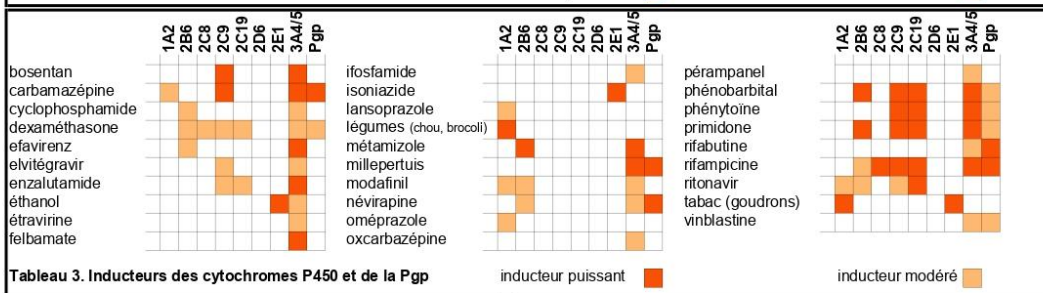 1A2 2B6 2C8 2C9 2C19 2D6 2E1 3A4/5 Pgp
bosentan
carbamazépine
cyclophosphamide
dexaméthasone
efavirenz
elvitégravir
enzalutamide
éthanol
étravirine
felbamate
1A2 2B6 2C8 2C9 2C19 2D6 2E1 3A4/5 Pgp
ifosfamide
isoniazide
lansoprazole
légumes (chou, brocoli)
métamizole
millepertuis
modafinil
névirapine
oméprazole
oxcarbazépine
1A2 2B6 2C8 2C9 2C19 2D6 2E1 3A4/5 Pgp
pérampanel
phénobarbital
phénytoïne
primidone
rifabutine
rifampicine
ritonavir
tabac (goudrons)
vinblastine
Tableau 3. Inducteurs des cytochromes P450 et de la Pgp
inducteur puissant
inducteur modéré